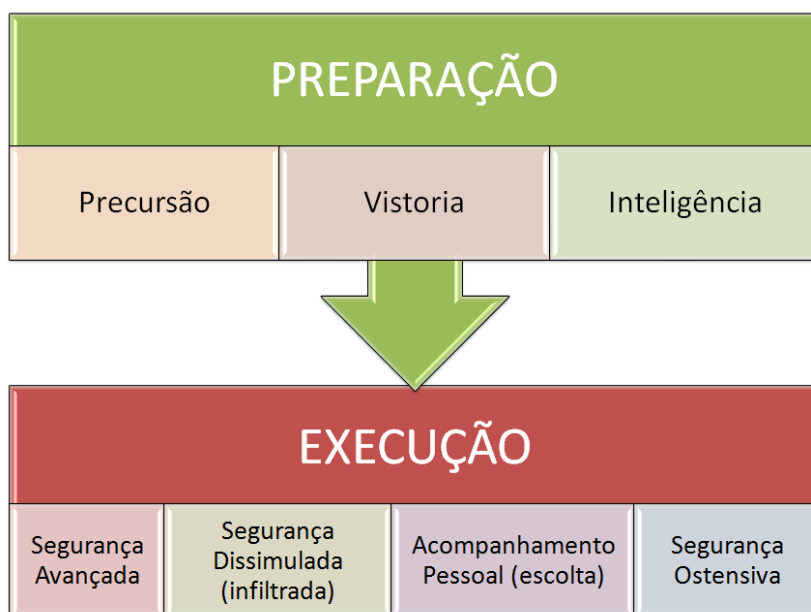 PREPARAÇÃO
Precursão
Vistoria
Inteligência
EXECUÇÃO
Segurança
Avançada
Segurança
Dissimulada
(infiltrada)
Acompanhamento
Pessoal (escolta)
Segurança
Ostensiva